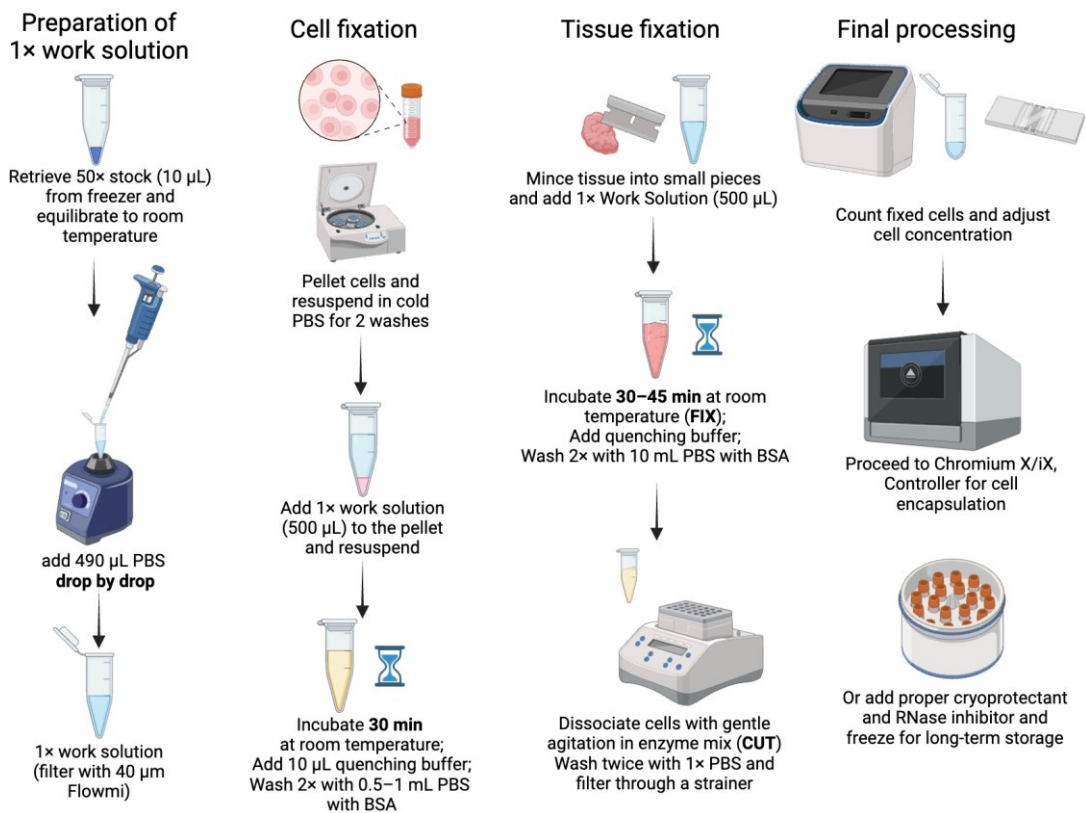 Preparation of
1× work solution
Retrieve 50× stock (10 µL)
from freezer and
equilibrate to room
temperature
add 490 µL PBS
drop by drop
1× work solution
(filter with 40 µm
Flowmi)
Cell fixation
Pellet cells and
resuspend in cold
PBS for 2 washes
Add 1× work solution
(500 µL) to the pellet
and resuspend
Incubate 30 min
at room temperature;
Add 10 µL quenching buffer;
Wash 2× with 0.5–1 mL PBS
with BSA
Tissue fixation
Mince tissue into small pieces
and add 1× Work Solution (500 µL)
Incubate 30–45 min at room
temperature (FIX);
Add quenching buffer;
Wash 2× with 10 mL PBS with BSA
Dissociate cells with gentle
agitation in enzyme mix (CUT)
Wash twice with 1× PBS and
filter through a strainer
Final processing
Count fixed cells and adjust
cell concentration
Proceed to Chromium X/iX,
Controller for cell
encapsulation
Or add proper cryoprotectant
and RNase inhibitor and
freeze for long-term storage